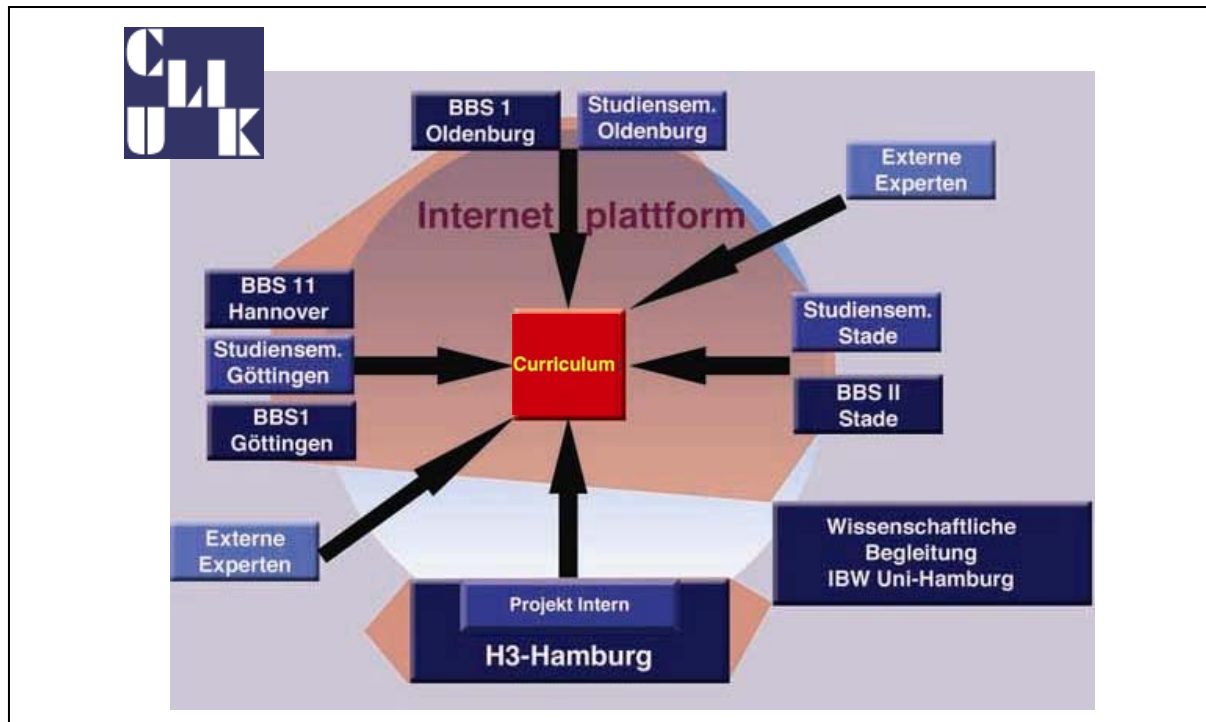 CLIUK
BBS 1
Oldenburg
Studiensem.
Oldenburg
Externe
Experten
Internet plattform
BBS 11
Hannover
Studiensem.
Göttingen
BBS1
Göttingen
Curriculum
Studiensem.
Stade
BBS II
Stade
Externe
Experten
Wissenschaftliche
Begleitung
IBW Uni-Hamburg
Projekt Intern
H3-Hamburg